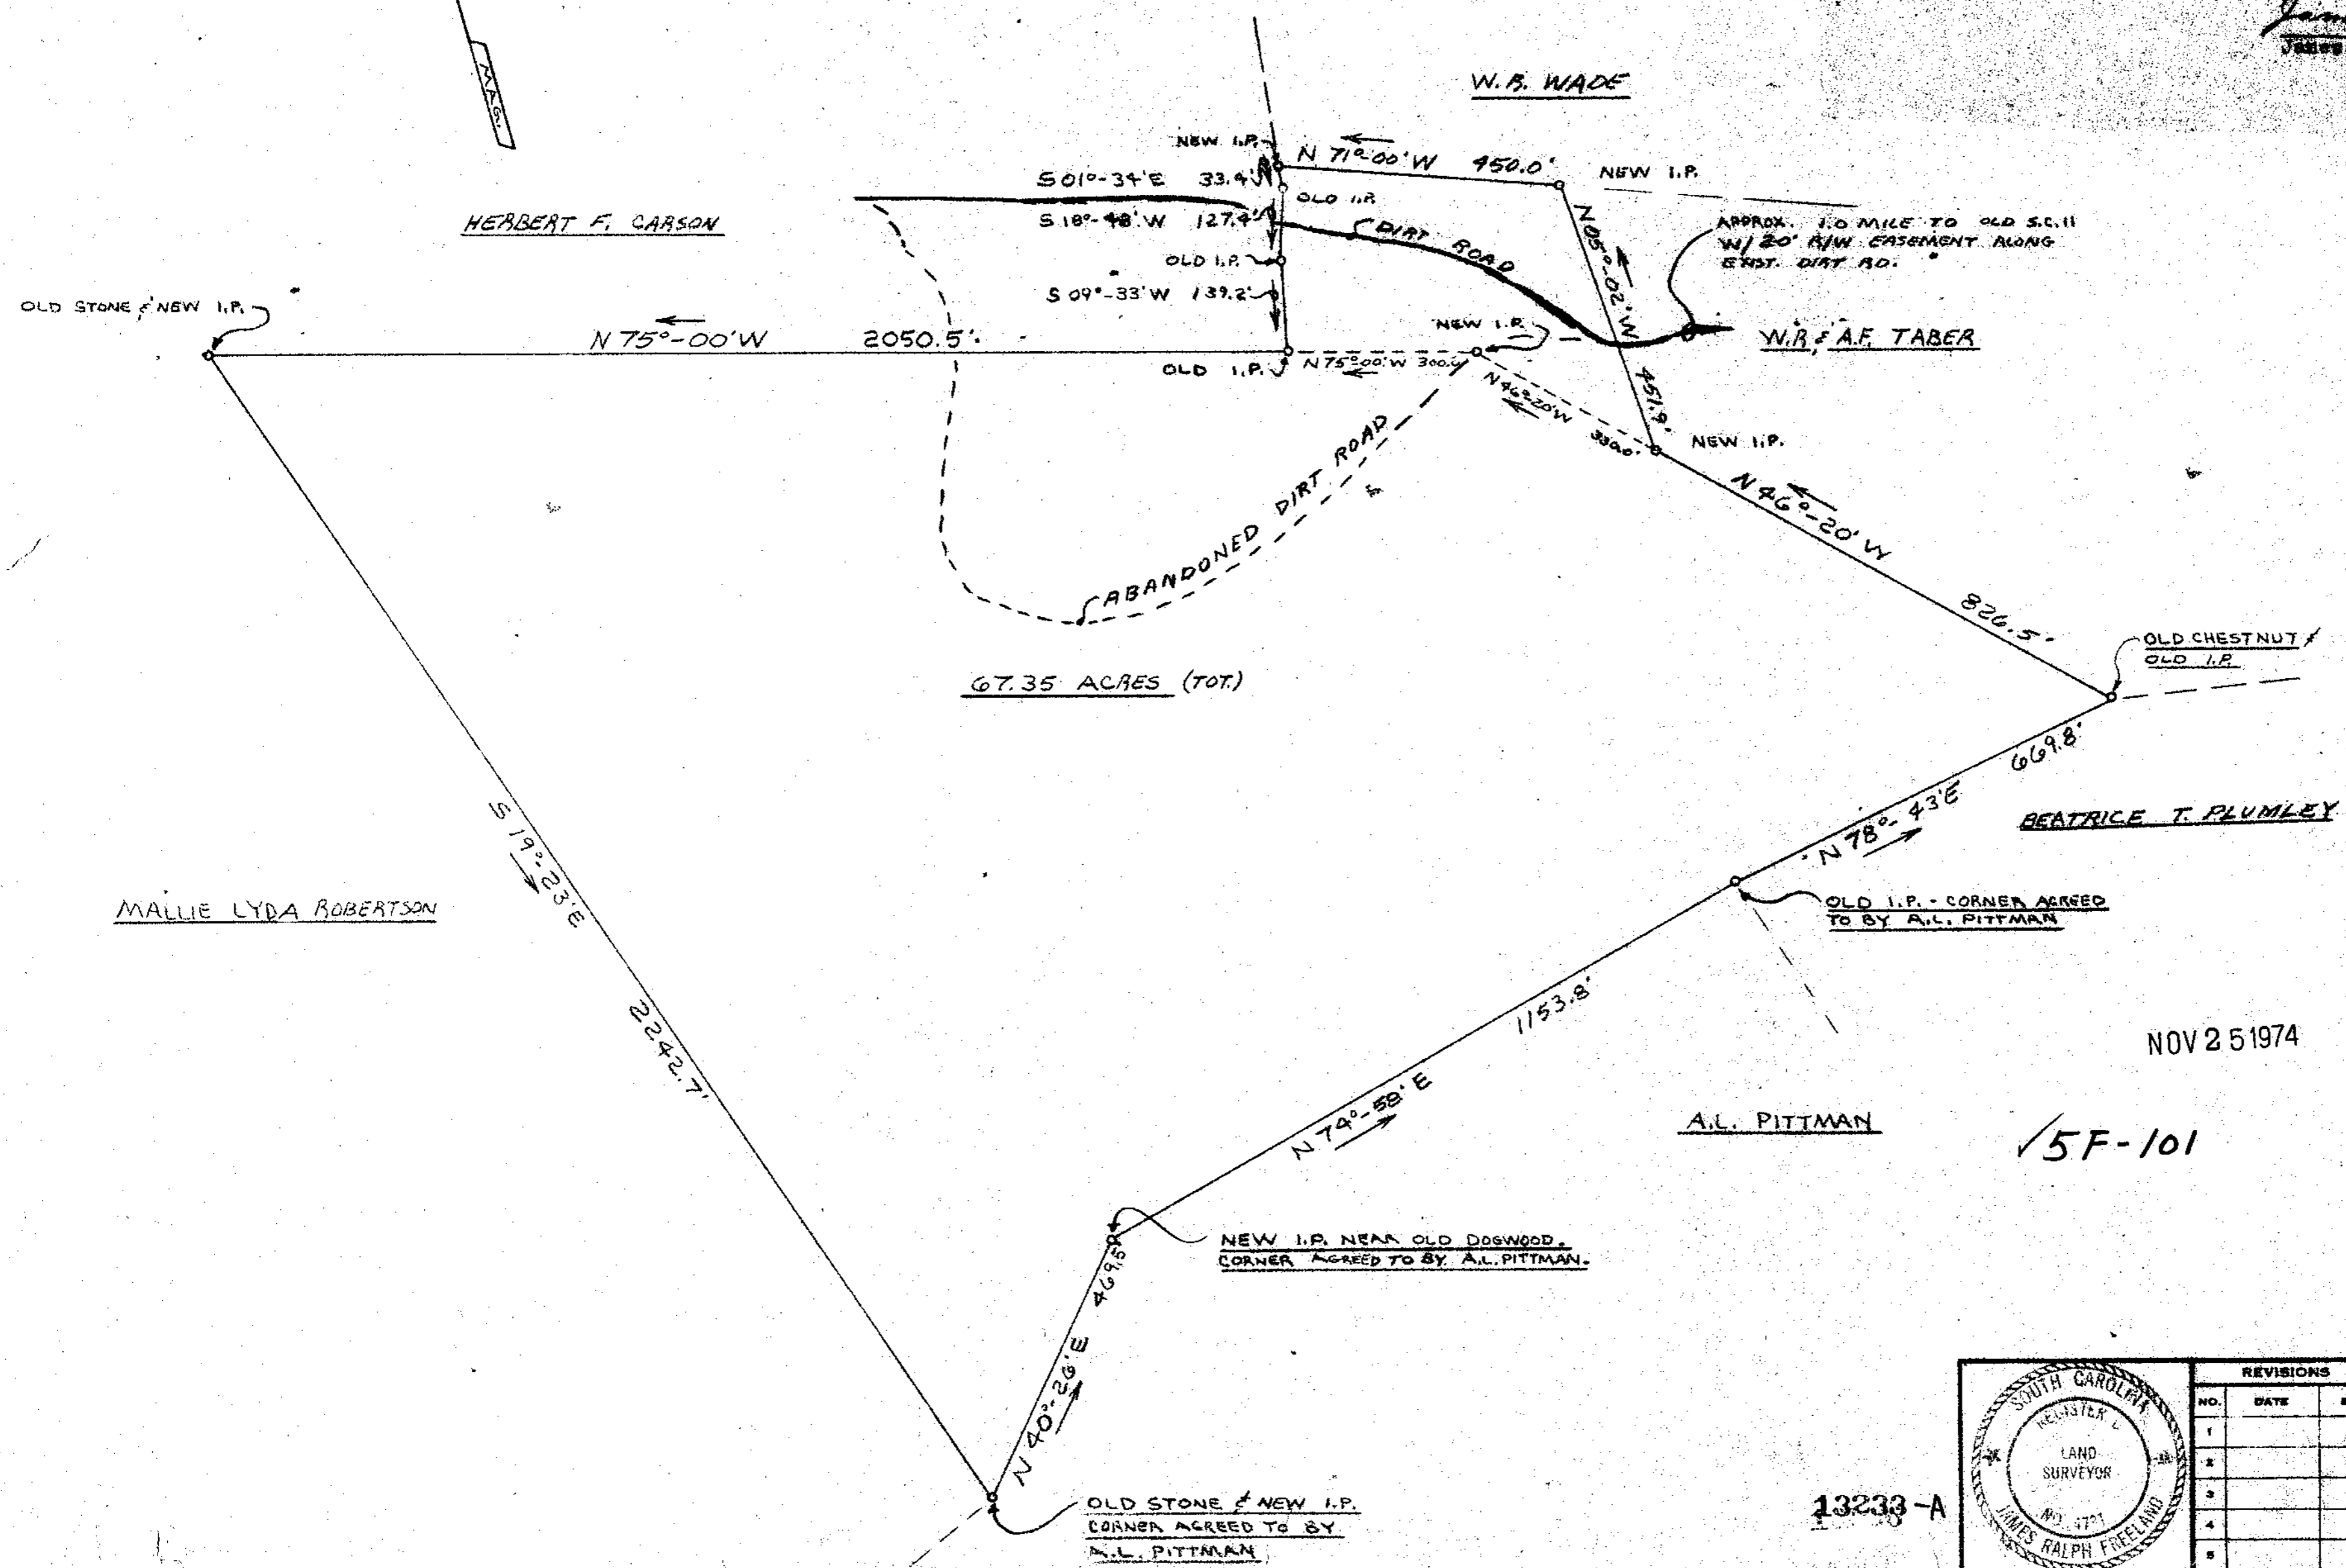 MAG.
W.B. WADE
NEW I.P.
N 71°-00'W 450.0'
NEW I.P.
S 01°-34'E 33.4'
OLD I.P.
HERBERT F. CARSON
S 18°-48'W 127.4'
DIRT ROAD
N 05°-02'W
451.9'
APPROX. 1.0 MILE TO OLD S.C. 11
W/ 20' R/W EASEMENT ALONG
EXIST. DIRT RD.
OLD I.P.
S 09°-33'W 139.2'
OLD STONE & NEW I.P.
NEW I.P.
W.R. & A.F. TABER
N 75°-00'W 2050.5'
OLD I.P.
N 75°-00'W 300.0'
N 46°-20'W
330.0'
NEW I.P.
N 46°-20'W
826.5'
ABANDONED DIRT ROAD
OLD CHESTNUT &
OLD I.P.
67.35 ACRES (TOT.)
669.8'
N 78°-43'E
BEATRICE T. PLUMLEY
S 19°-23'E
2242.7'
MALLIE LYDA ROBERTSON
OLD I.P. - CORNER AGREED
TO BY A.L. PITTMAN
1153.8'
N 74°-58'E
NOV 25 1974
A.L. PITTMAN
✓5F-101
NEW I.P. NEAR OLD DOGWOOD.
CORNER AGREED TO BY A.L. PITTMAN.
469.5'
N 40°-26'E
OLD STONE & NEW I.P.
CORNER AGREED TO BY
A.L. PITTMAN
13233-A
SOUTH CAROLINA
LAND
SURVEYOR
JAMES RALPH FREELAND
REVISIONS
NO. DATE
1
2
3
4
5